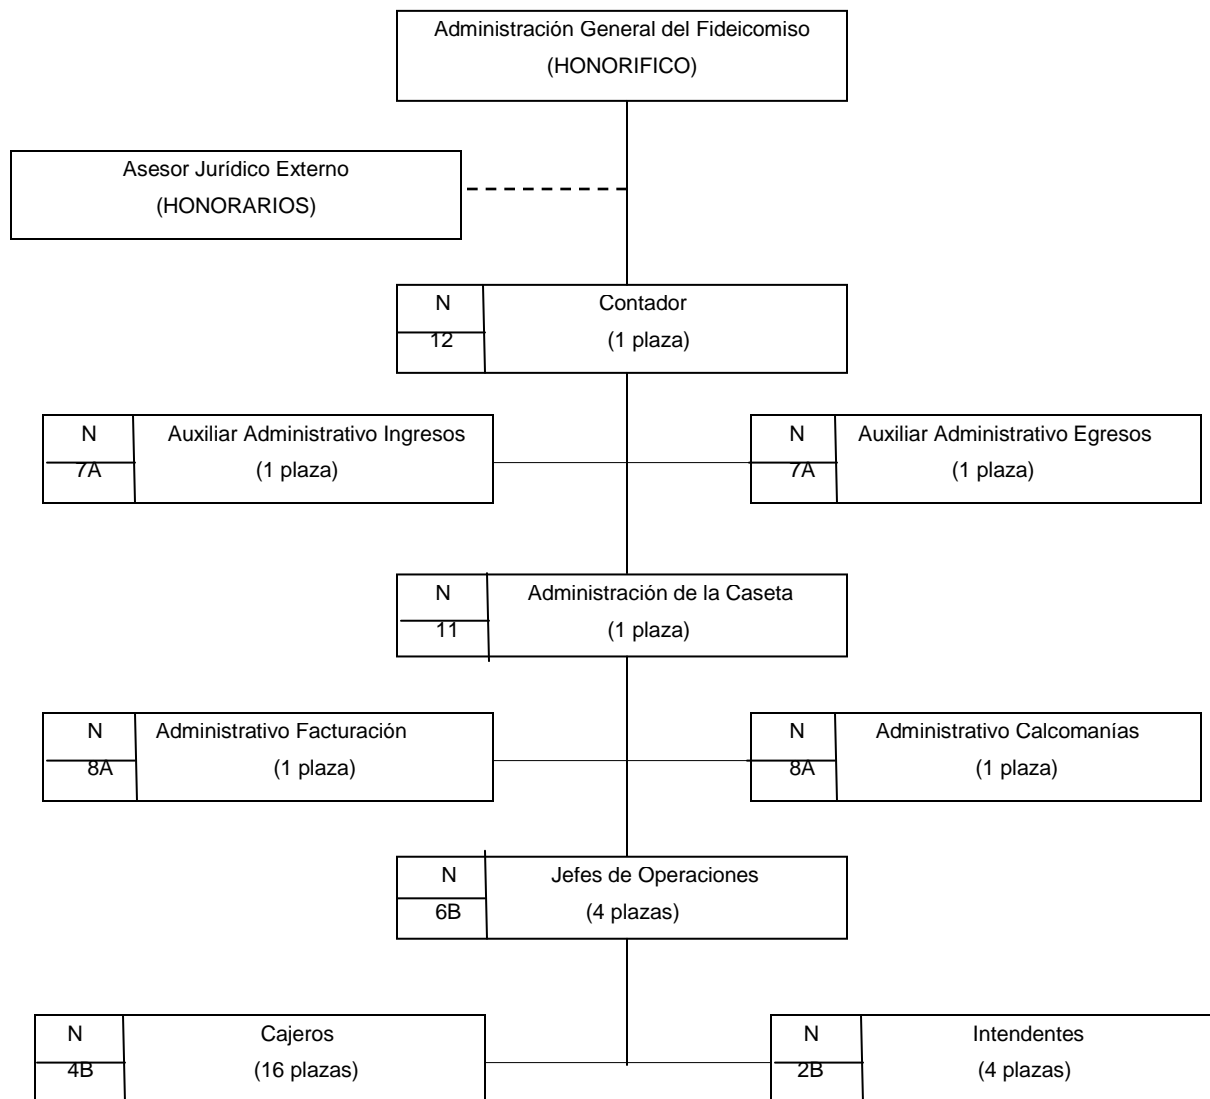 Administración General del Fideicomiso
(HONORIFICO)
Asesor Jurídico Externo
(HONORARIOS)
N
12
Contador
(1 plaza)
N
7A
Auxiliar Administrativo Ingresos
(1 plaza)
N
7A
Auxiliar Administrativo Egresos
(1 plaza)
N
11
Administración de la Caseta
(1 plaza)
N
8A
Administrativo Facturación
(1 plaza)
N
8A
Administrativo Calcomanías
(1 plaza)
N
6B
Jefes de Operaciones
(4 plazas)
N
4B
Cajeros
(16 plazas)
N
2B
Intendentes
(4 plazas)